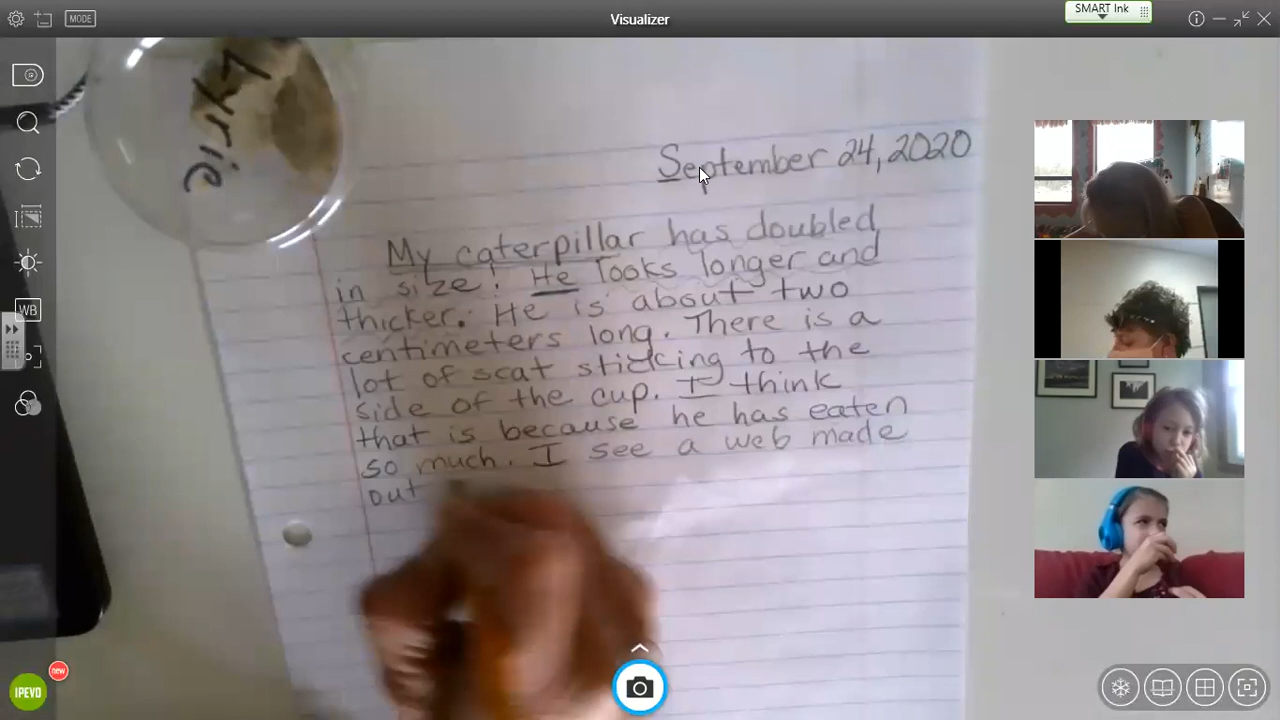 MODE
Visualizer
SMART Ink
WB
Lyric
September 24, 2020
My caterpillar has doubled
in size! He looks longer and
thicker. He is about two
centimeters long. There is a
lot of scat sticking to the
side of the cup. I think
that is because he has eaten
so much. I see a web made
out
new
IPEVO